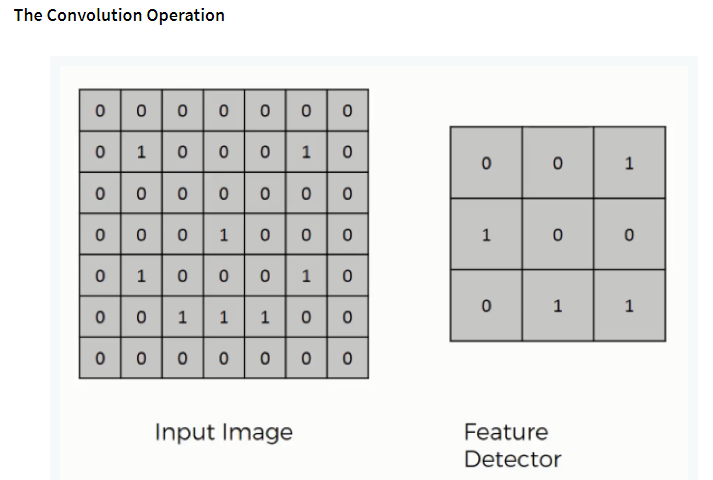 The Convolution Operation
0 0 0 0 0 0 0
0 1 0 0 0 1 0
0 0 0 0 0 0 0
0 0 0 1 0 0 0
0 1 0 0 0 1 0
0 0 1 1 1 0 0
0 0 0 0 0 0 0
Input Image
0 0 1
1 0 0
0 1 1
Feature
Detector